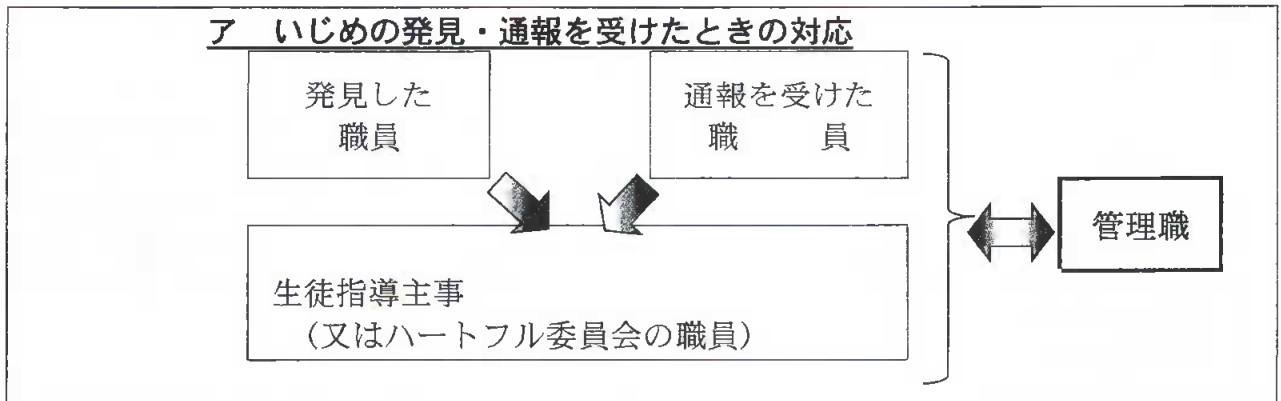 ア　いじめの発見・通報を受けたときの対応
発見した
職員
通報を受けた
職　　員
管理職
生徒指導主事
（又はハートフル委員会の職員）